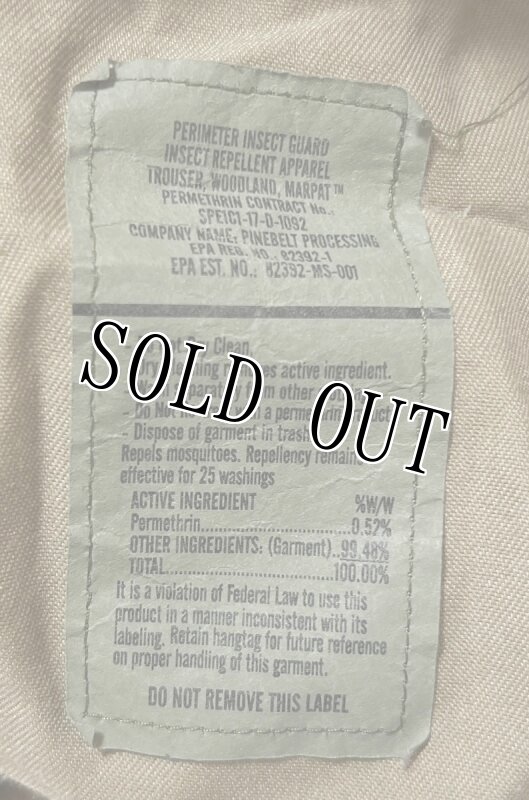 PERIMETER INSECT GUARD
INSECT REPELLENT APPAREL
TROUSER, WOODLAND, MARPAT™
PERMETHRIN CONTRACT No.:
SPE1C1-17-D-1092
COMPANY NAME: PINEBELT PROCESSING
EPA REG. NO.: 82392-1
EPA EST. NO.: 82392-MS-001
Clean
active ingredient.
from other
- Do Not a permethrin product
- Dispose of garment in trash
Repels mosquitoes. Repellency remains
effective for 25 washings
ACTIVE INGREDIENT %W/W
Permethrin....................................0.52%
OTHER INGREDIENTS: (Garment)..99.48%
TOTAL........................................100.00%
It is a violation of Federal Law to use this
product in a manner inconsistent with its
labeling. Retain hangtag for future reference
on proper handling of this garment.
DO NOT REMOVE THIS LABEL
SOLD OUT